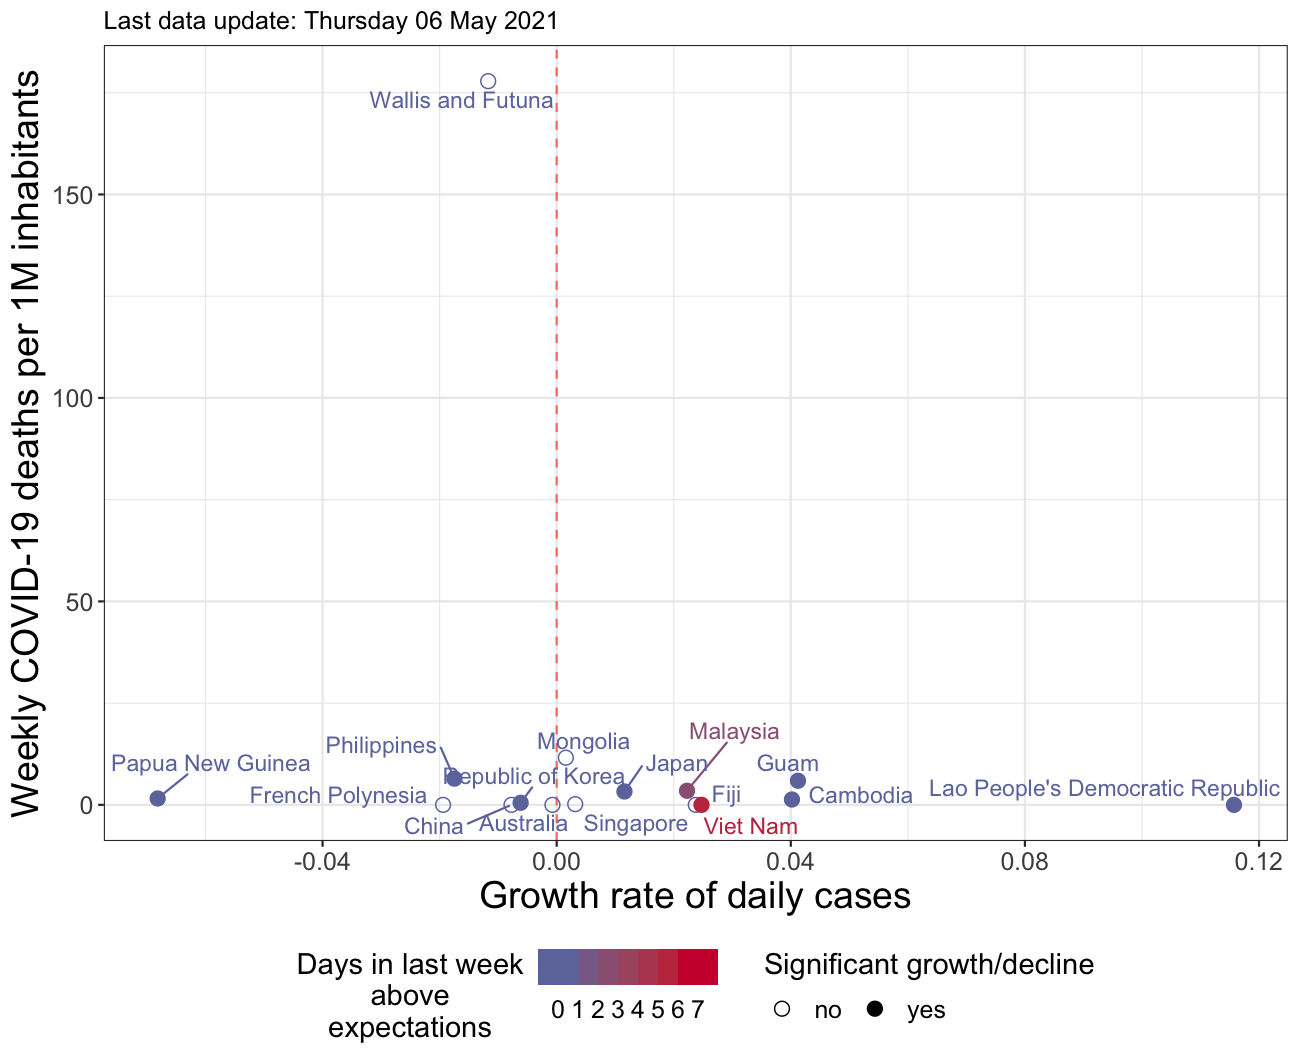 Last data update: Thursday 06 May 2021
Weekly COVID-19 deaths per 1M inhabitants
150
100
50
0
Wallis and Futuna
Malaysia
Mongolia
Philippines
Papua New Guinea
Japan
Guam
Republic of Korea
Lao People's Democratic Republic
French Polynesia
Fiji
Cambodia
China
Australia
Singapore
Viet Nam
-0.04
0.00
0.04
0.08
0.12
Growth rate of daily cases
Days in last week
above
expectations
0 1 2 3 4 5 6 7
Significant growth/decline
no
yes